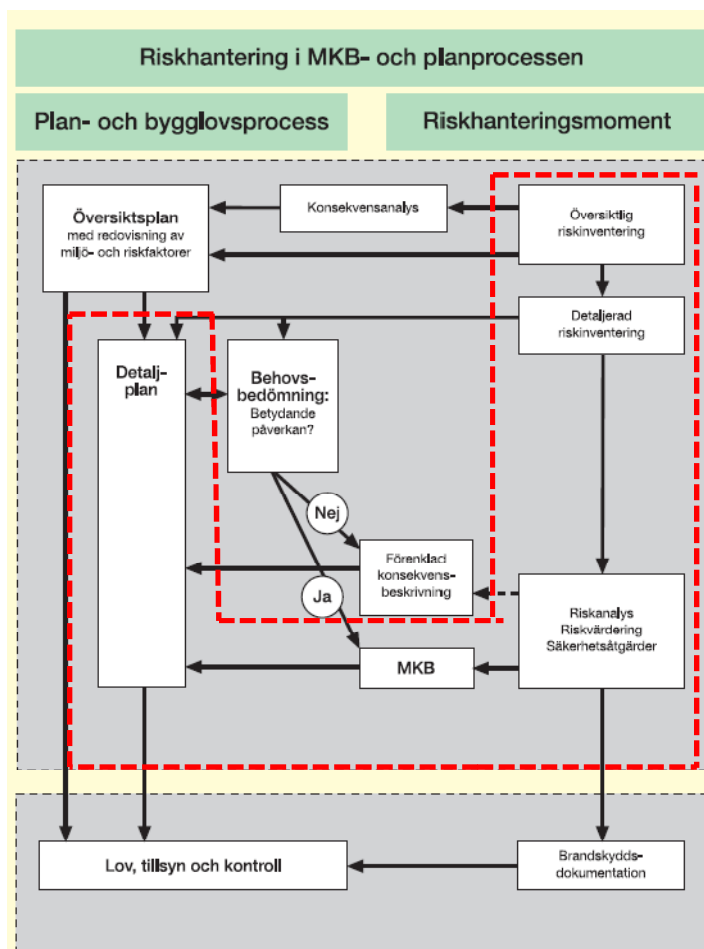 Riskhantering i MKB- och planprocessen
Plan- och bygglovsprocess
Riskhanteringsmoment
Översiktsplan
med redovisning av
miljö- och riskfaktorer
Konsekvensanalys
Översiktlig
riskinventering
Detaljerad
riskinventering
Detalj-
plan
Behovs-
bedömning:
Betydande
påverkan?
Nej
Förenklad
konsekvens-
beskrivning
Ja
Riskanalys
Riskvärdering
Säkerhetsåtgärder
MKB
Lov, tillsyn och kontroll
Brandskydds-
dokumentation